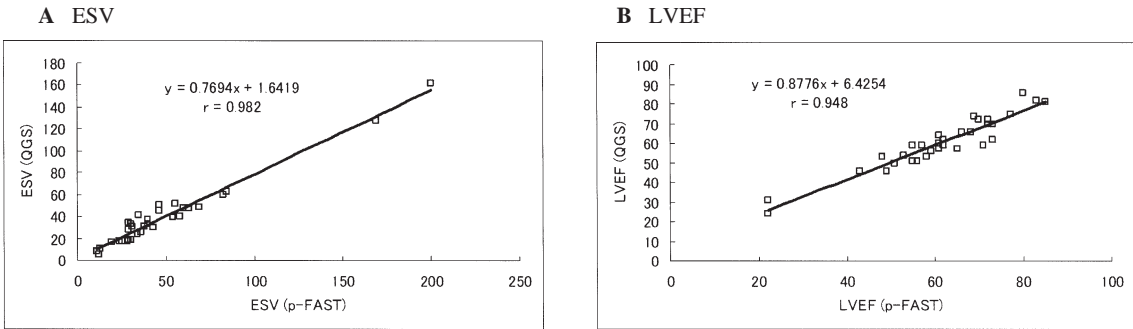 A ESV
180
160
140
120
100
80
60
40
20
0
ESV (QGS)
y = 0.7694x + 1.6419
r = 0.982
0 50 100 150 200 250
ESV (p-FAST)
B LVEF
100
90
80
70
60
50
40
30
20
10
0
LVEF (QGS)
y = 0.8776x + 6.4254
r = 0.948
0 20 40 60 80 100
LVEF (p-FAST)